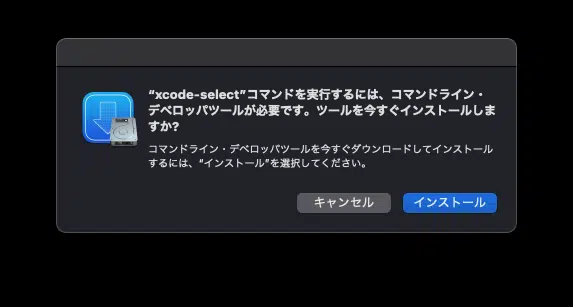 “xcode-select”コマンドを実行するには、コマンドライン・
デベロッパツールが必要です。ツールを今すぐインストールしま
すか?
コマンドライン・デベロッパツールを今すぐダウンロードしてインストール
するには、“インストール”を選択してください。
キャンセル
インストール